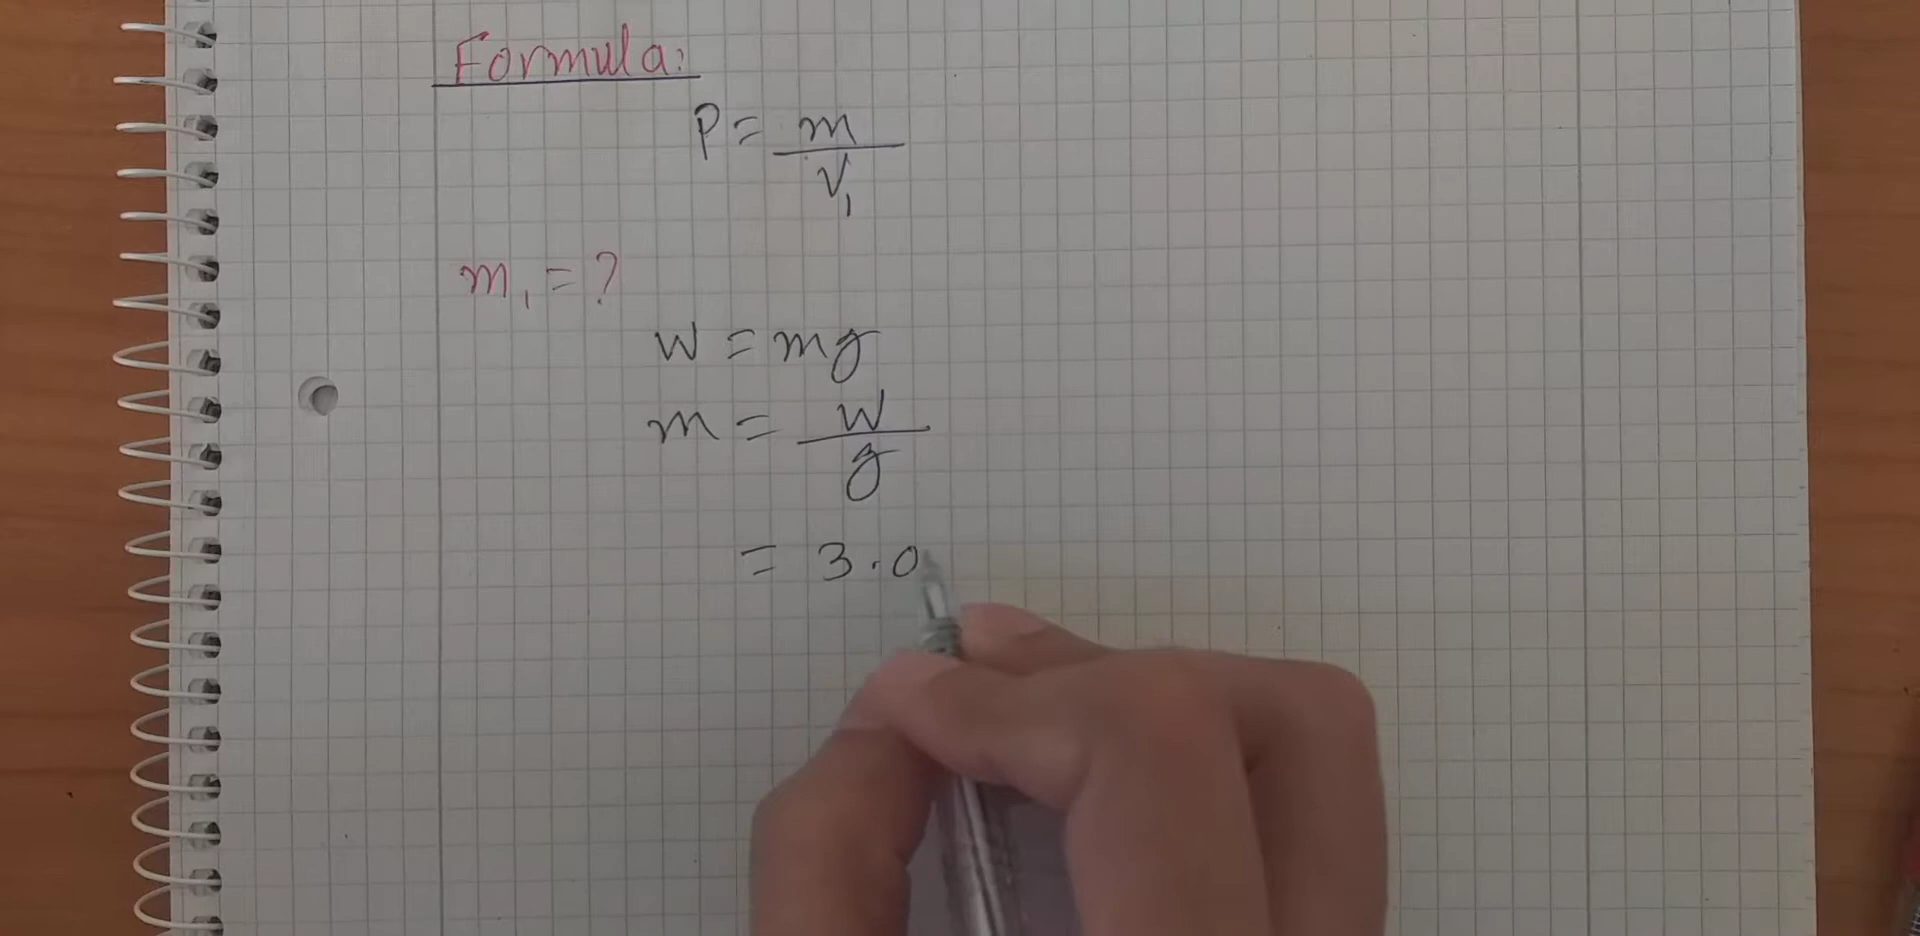 Formula:
P = m / V₁
m₁ = ?
W = mg
m = W / g
= 3.0